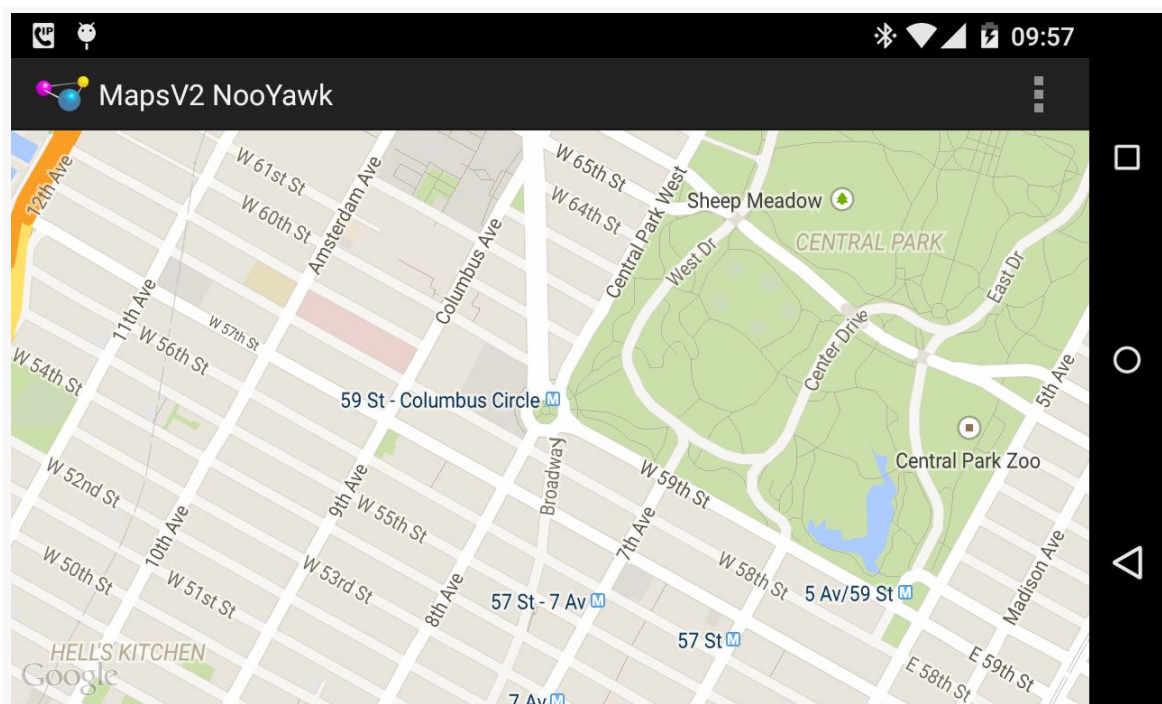 09:57
MapsV2 NooYawk
12th Ave
W 61st St
W 60th St
Amsterdam Ave
Columbus Ave
W 65th St
W 64th St
Central Park West
Sheep Meadow
CENTRAL PARK
West Dr
East Dr
11th Ave
W 57th St
W 56th St
W 54th St
Center Drive
5th Ave
59 St - Columbus Circle M
Central Park Zoo
Broadway
W 59th St
W 52nd St
9th Ave
W 55th St
10th Ave
7th Ave
W 50th St
W 51st St
W 53rd St
8th Ave
57 St - 7 Av M
W 58th St
5 Av/59 St M
Madison Ave
57 St M
HELL'S KITCHEN
Google
E 58th St
E 59th St
7 Av M